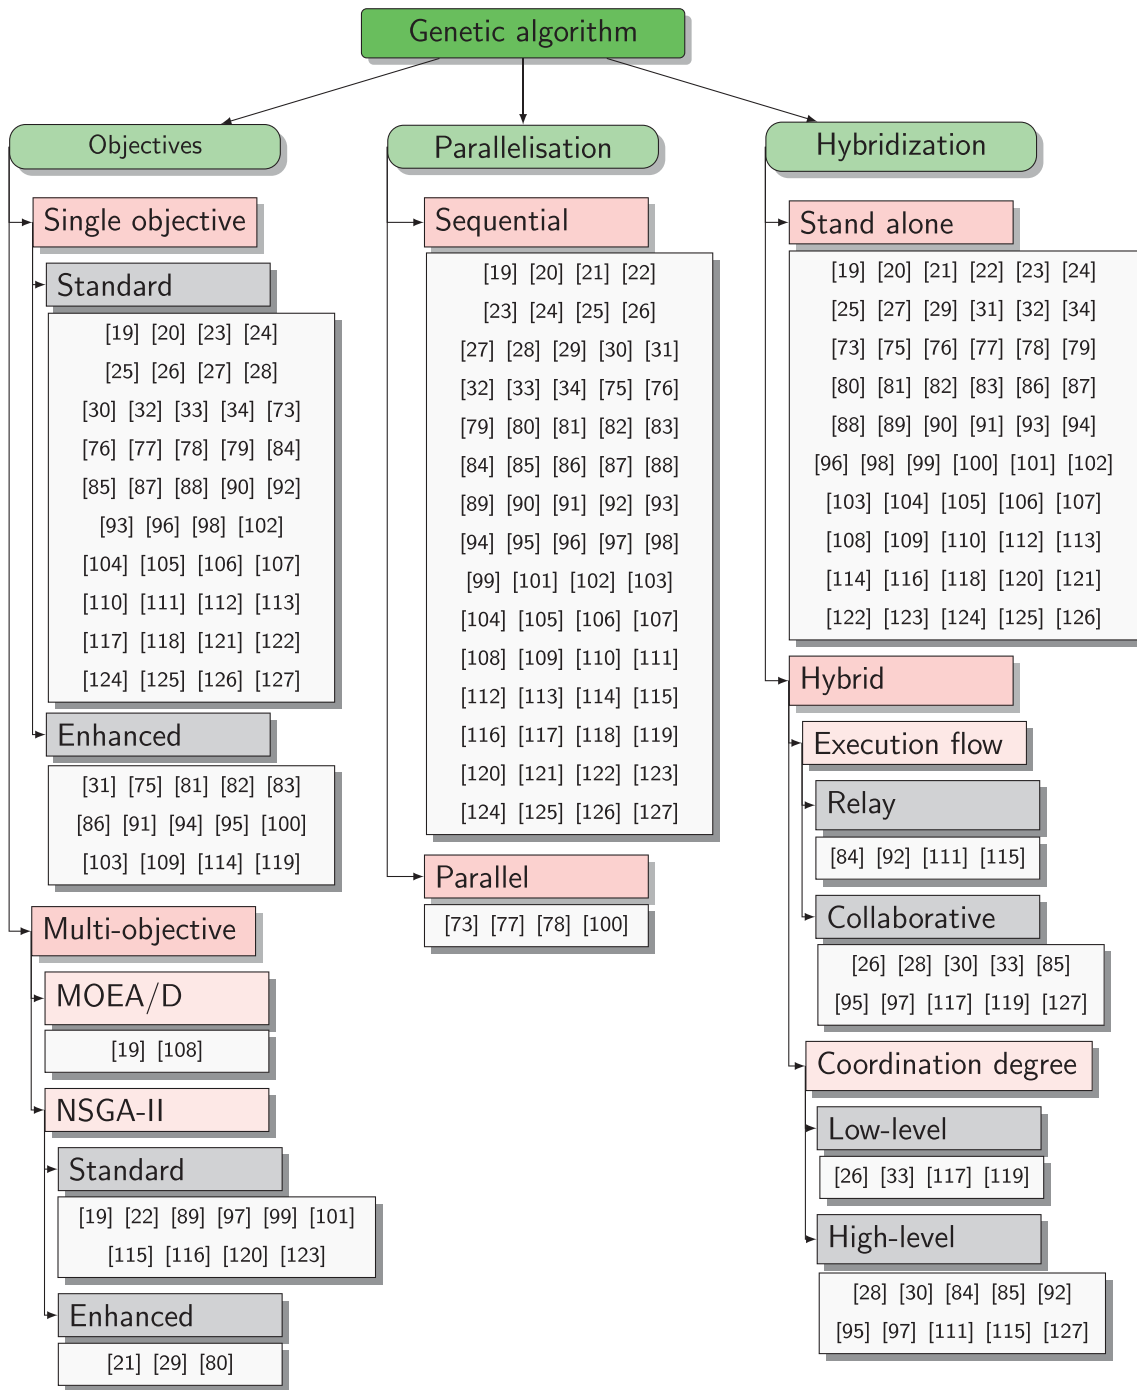 Genetic algorithm
Objectives
Single objective
Standard
[19] [20] [23] [24]
[25] [26] [27] [28]
[30] [32] [33] [34] [73]
[76] [77] [78] [79] [84]
[85] [87] [88] [90] [92]
[93] [96] [98] [102]
[104] [105] [106] [107]
[110] [111] [112] [113]
[117] [118] [121] [122]
[124] [125] [126] [127]
Enhanced
[31] [75] [81] [82] [83]
[86] [91] [94] [95] [100]
[103] [109] [114] [119]
Multi-objective
MOEA/D
[19] [108]
NSGA-II
Standard
[19] [22] [89] [97] [99] [101]
[115] [116] [120] [123]
Enhanced
[21] [29] [80]
Parallelisation
Sequential
[19] [20] [21] [22]
[23] [24] [25] [26]
[27] [28] [29] [30] [31]
[32] [33] [34] [75] [76]
[79] [80] [81] [82] [83]
[84] [85] [86] [87] [88]
[89] [90] [91] [92] [93]
[94] [95] [96] [97] [98]
[99] [101] [102] [103]
[104] [105] [106] [107]
[108] [109] [110] [111]
[112] [113] [114] [115]
[116] [117] [118] [119]
[120] [121] [122] [123]
[124] [125] [126] [127]
Parallel
[73] [77] [78] [100]
Hybridization
Stand alone
[19] [20] [21] [22] [23] [24]
[25] [27] [29] [31] [32] [34]
[73] [75] [76] [77] [78] [79]
[80] [81] [82] [83] [86] [87]
[88] [89] [90] [91] [93] [94]
[96] [98] [99] [100] [101] [102]
[103] [104] [105] [106] [107]
[108] [109] [110] [112] [113]
[114] [116] [118] [120] [121]
[122] [123] [124] [125] [126]
Hybrid
Execution flow
Relay
[84] [92] [111] [115]
Collaborative
[26] [28] [30] [33] [85]
[95] [97] [117] [119] [127]
Coordination degree
Low-level
[26] [33] [117] [119]
High-level
[28] [30] [84] [85] [92]
[95] [97] [111] [115] [127]